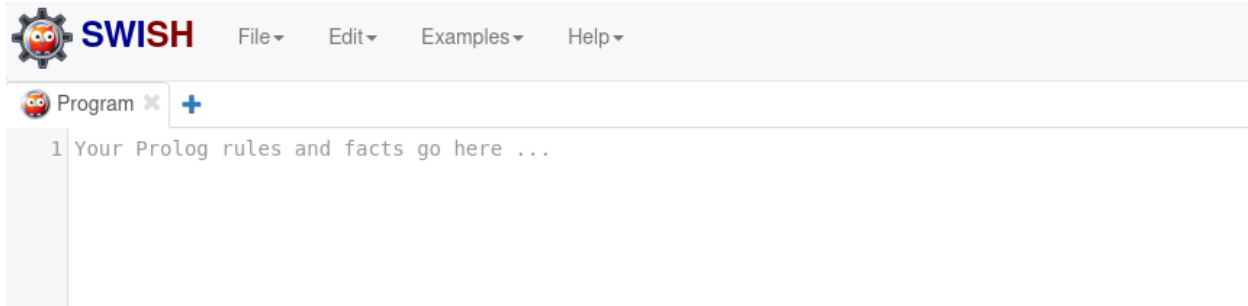 SWISH File Edit Examples Help
Program
1 Your Prolog rules and facts go here ...